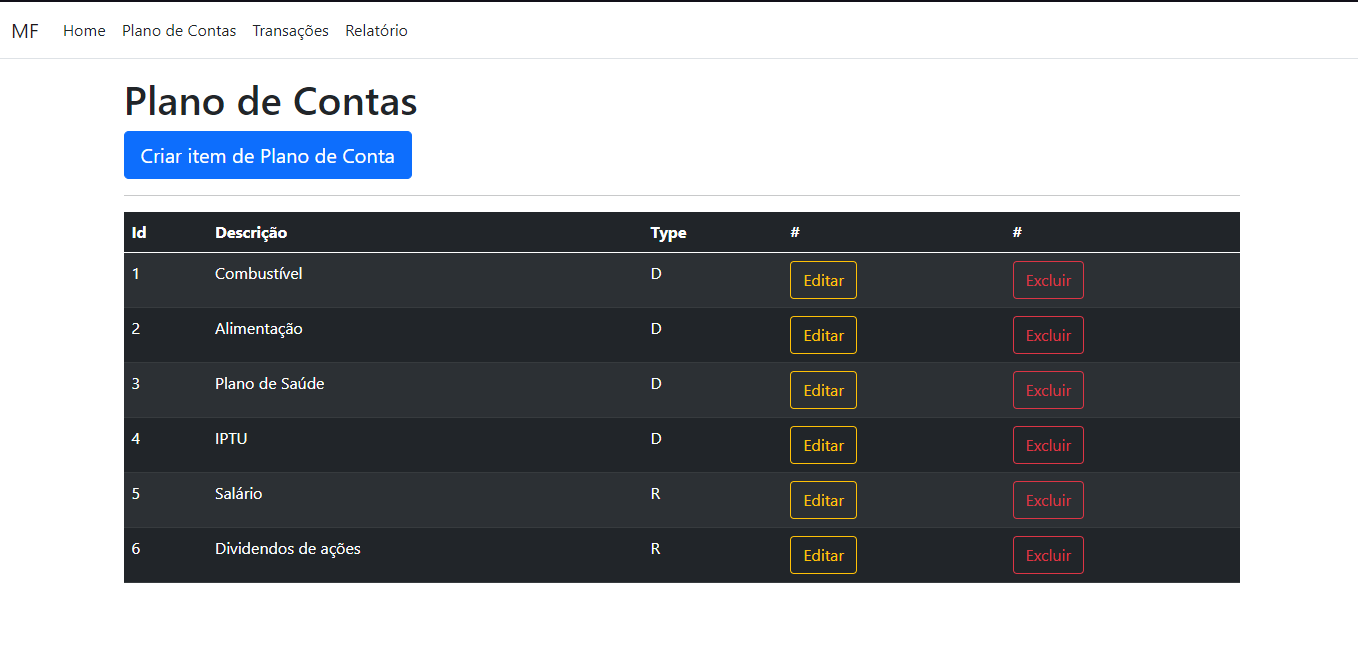 MF Home Plano de Contas Transações Relatório
Plano de Contas
Criar item de Plano de Conta
Id Descrição Type # #
1 Combustível D Editar Excluir
2 Alimentação D Editar Excluir
3 Plano de Saúde D Editar Excluir
4 IPTU D Editar Excluir
5 Salário R Editar Excluir
6 Dividendos de ações R Editar Excluir